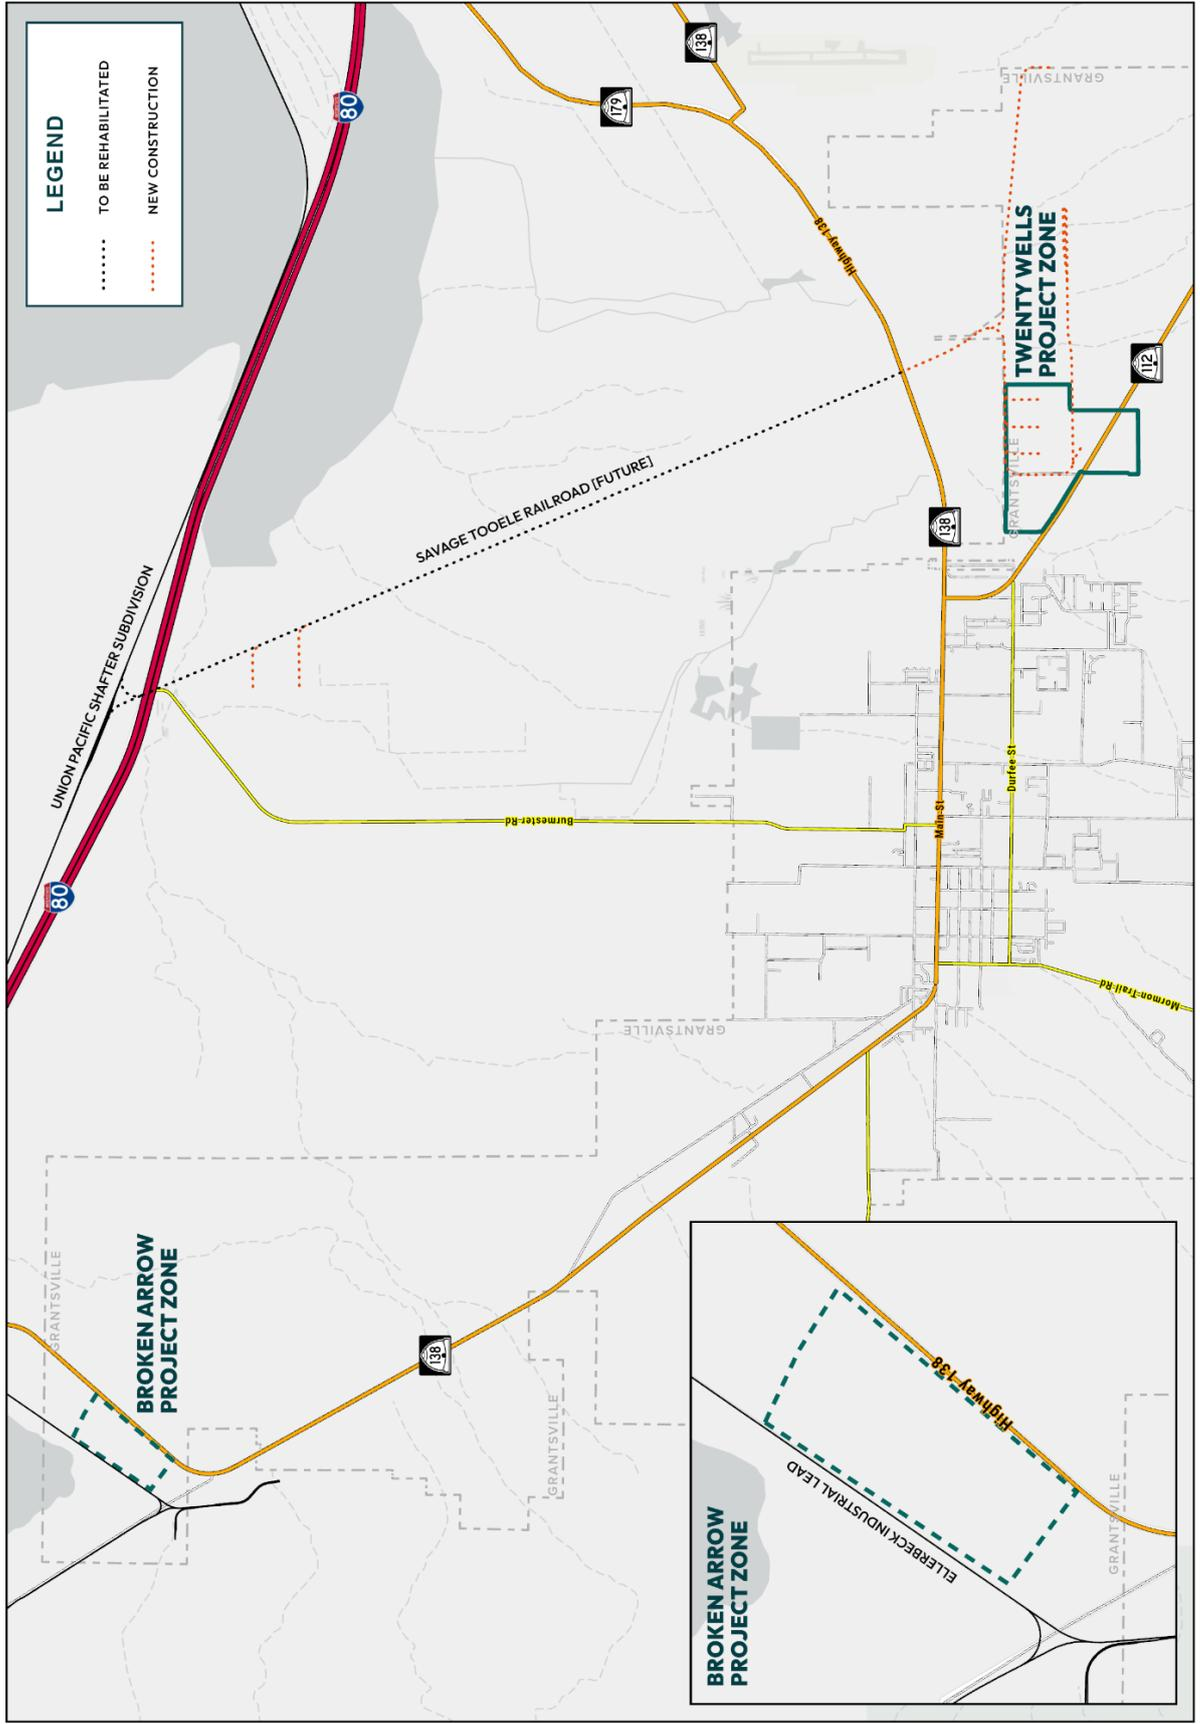 LEGEND
TO BE REHABILITATED
NEW CONSTRUCTION
80
179
138
GRANTSVILLE
Highway 138
TWENTY WELLS
PROJECT ZONE
112
UNION PACIFIC SHAFTER SUBDIVISION
SAVAGE TOOELE RAILROAD [FUTURE]
GRANTSVILLE
138
80
Burmester Rd
Main St
Durfee St
Mormon Trail Rd
GRANTSVILLE
GRANTSVILLE
BROKEN ARROW
PROJECT ZONE
138
GRANTSVILLE
BROKEN ARROW
PROJECT ZONE
ELLERBECK INDUSTRIAL LEAD
Highway 138
GRANTSVILLE